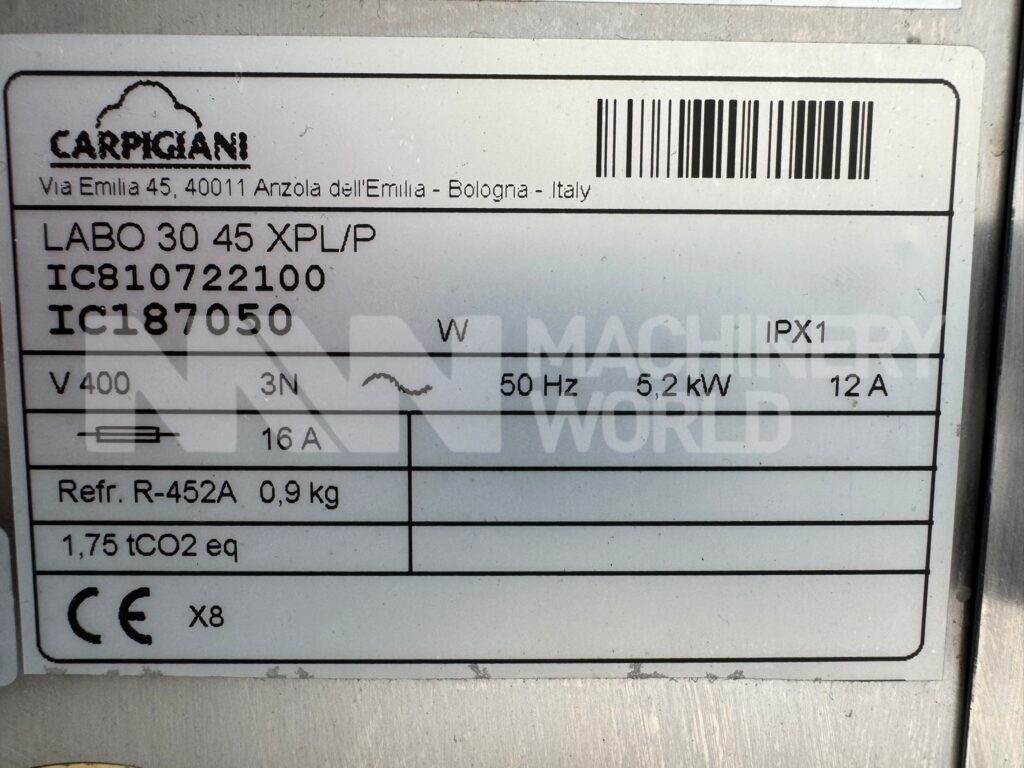 CARPIGIANI
Via Emilia 45, 40011 Anzola dell'Emilia - Bologna - Italy
LABO 30 45 XPL/P
IC810722100
IC187050 W IPX1
V 400 3N 50 Hz 5,2 kW 12 A
16 A
Refr. R-452A 0,9 kg
1,75 tCO2 eq
CE X8
MACHINERY
WORLD